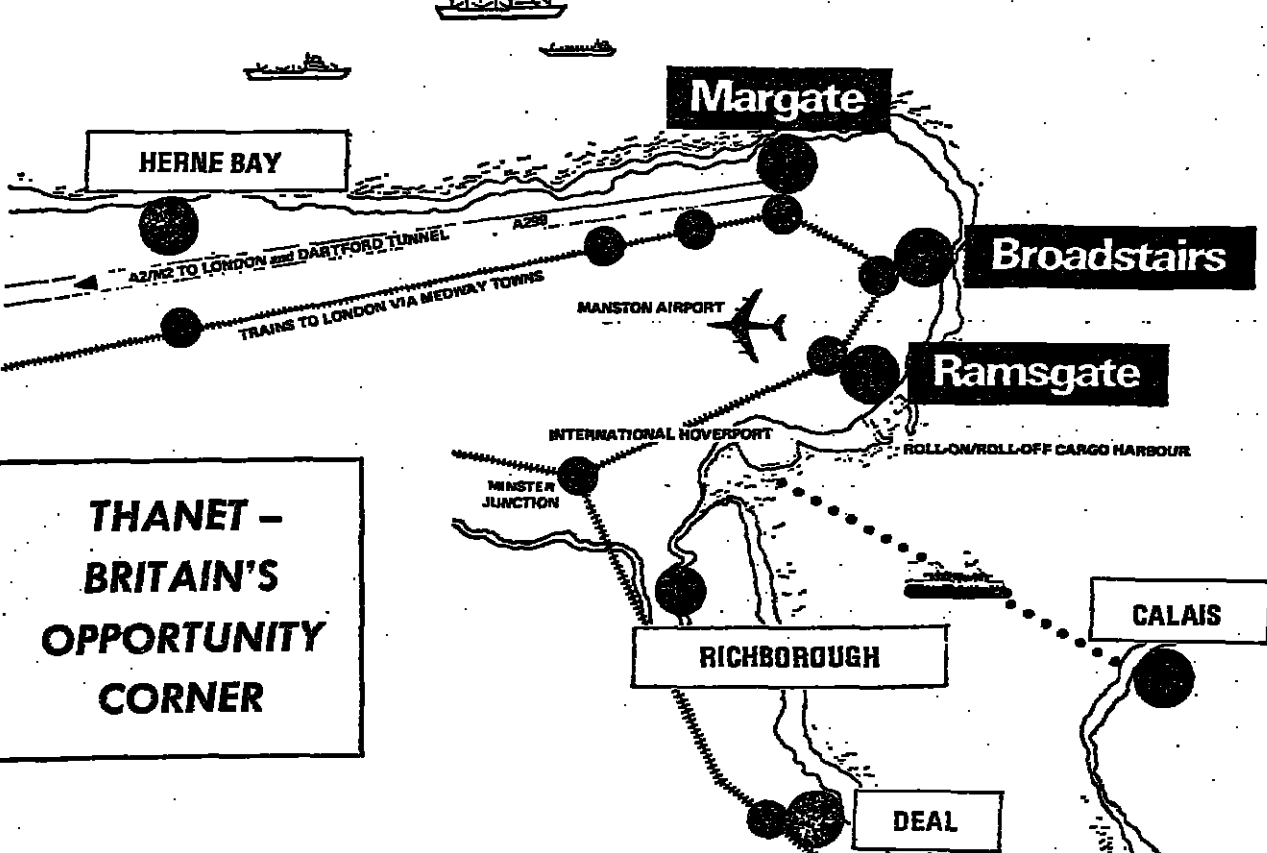 Margate
HERNE BAY
A299
A2/M2 TO LONDON and DARTFORD TUNNEL
Broadstairs
TRAINS TO LONDON VIA MEDWAY TOWNS
MANSTON AIRPORT
Ramsgate
INTERNATIONAL HOVERPORT
ROLL-ON/ROLL-OFF CARGO HARBOUR
MINSTER
JUNCTION
THANET –
BRITAIN'S
OPPORTUNITY
CORNER
CALAIS
RICHBOROUGH
DEAL